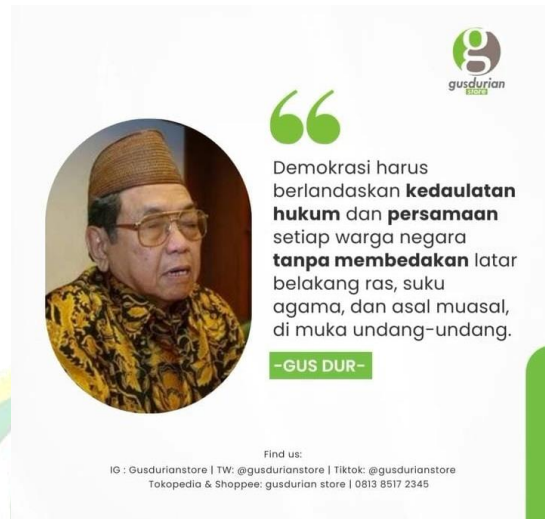 gusdurian
store
Demokrasi harus
berlandaskan kedaulatan
hukum dan persamaan
setiap warga negara
tanpa membedakan latar
belakang ras, suku
agama, dan asal muasal,
di muka undang-undang.
-GUS DUR-
Find us:
IG : Gusdurianstore | TW: @gusdurianstore | Tiktok: @gusdurianstore
Tokopedia & Shoppee: gusdurian store | 0813 8517 2345